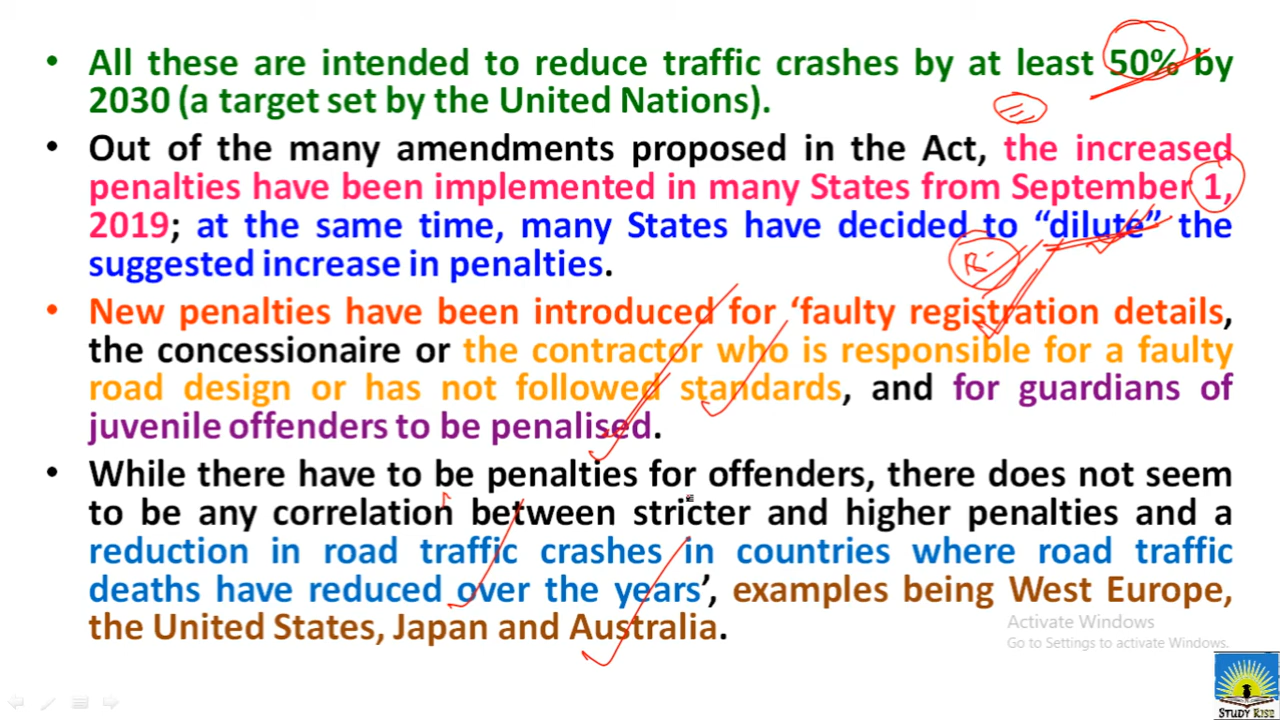 • All these are intended to reduce traffic crashes by at least 50% by
2030 (a target set by the United Nations).
• Out of the many amendments proposed in the Act, the increased
penalties have been implemented in many States from September 1,
2019; at the same time, many States have decided to “dilute” the
suggested increase in penalties.
• New penalties have been introduced for ‘faulty registration details,
the concessionaire or the contractor who is responsible for a faulty
road design or has not followed standards, and for guardians of
juvenile offenders to be penalised.
• While there have to be penalties for offenders, there does not seem
to be any correlation between stricter and higher penalties and a
reduction in road traffic crashes in countries where road traffic
deaths have reduced over the years’, examples being West Europe,
the United States, Japan and Australia.
Activate Windows
Go to Settings to activate Windows.
STUDY RISE